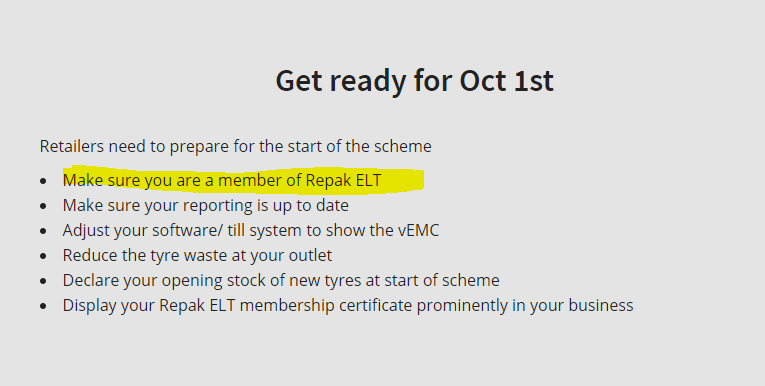 Get ready for Oct 1st
Retailers need to prepare for the start of the scheme
• Make sure you are a member of Repak ELT
• Make sure your reporting is up to date
• Adjust your software/ till system to show the vEMC
• Reduce the tyre waste at your outlet
• Declare your opening stock of new tyres at start of scheme
• Display your Repak ELT membership certificate prominently in your business